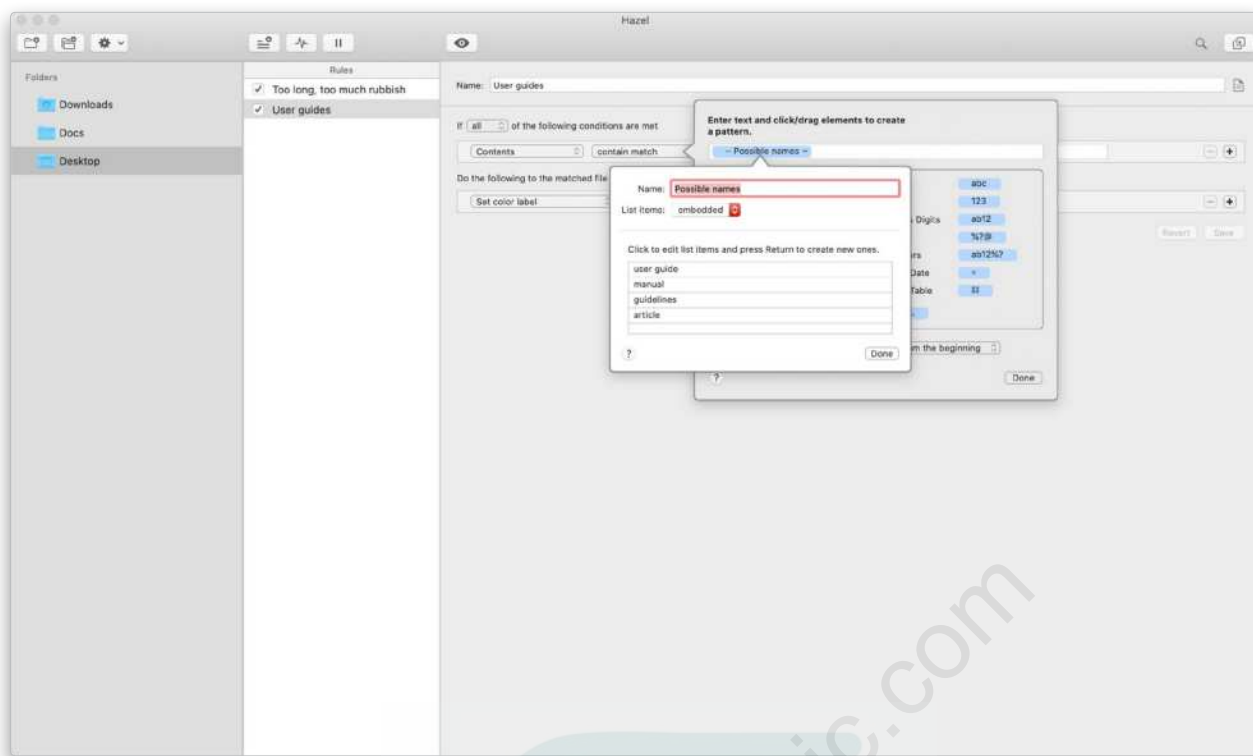 Hazel
Folders
Downloads
Docs
Desktop
Rules
Too long, too much rubbish
User guides
Name: User guides
If all of the following conditions are met
Contents contain match
Do the following to the matched file
Set color label
Revert Save
Enter text and click/drag elements to create
a pattern.
Possible names
abc
123
Digits ab12
%?@
ab12%?
Date
Table
the beginning
? Done
Name: Possible names
List items: embedded
Click to edit list items and press Return to create new ones.
user guide
manual
guidelines
article
? Done
ic.com